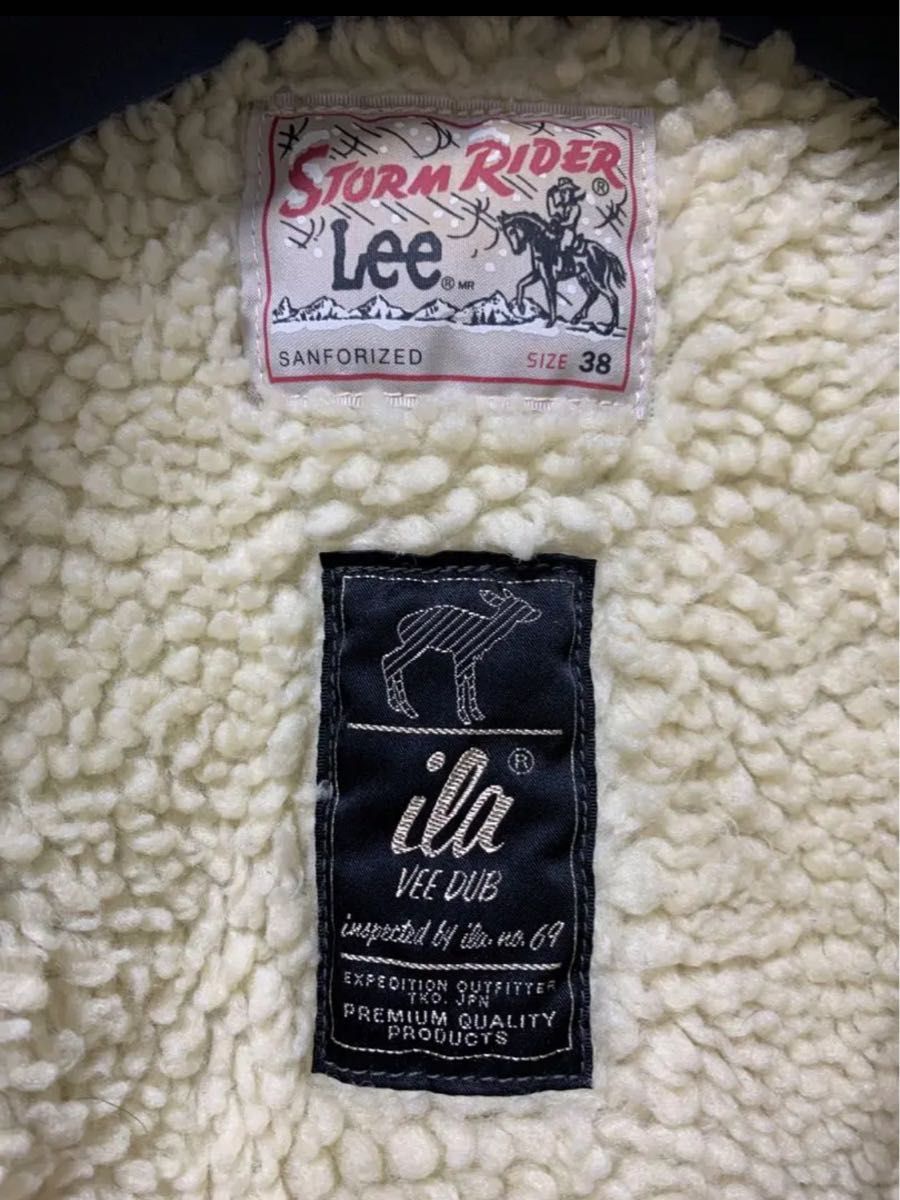 STORM RIDER ®
Lee ® MR
SANFORIZED SIZE 38
ila ®
VEE DUB
inspected by ila. no. 69
EXPEDITION OUTFITTER
TKO. JPN
PREMIUM QUALITY
PRODUCTS